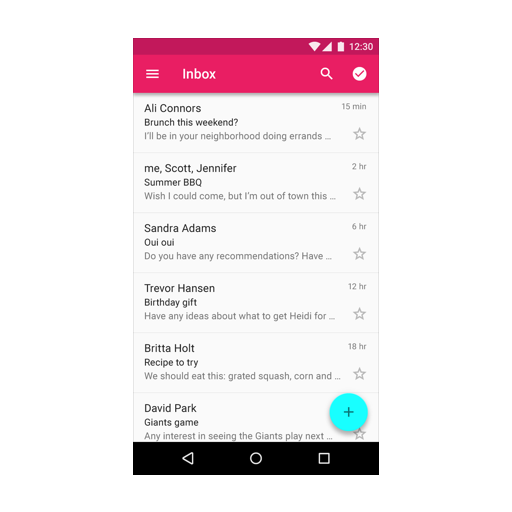 12:30
Inbox
Ali Connors 15 min
Brunch this weekend?
I'll be in your neighborhood doing errands ...
me, Scott, Jennifer 2 hr
Summer BBQ
Wish I could come, but I'm out of town this ...
Sandra Adams 6 hr
Oui oui
Do you have any recommendations? Have ...
Trevor Hansen 12 hr
Birthday gift
Have any ideas about what to get Heidi for ...
Britta Holt 18 hr
Recipe to try
We should eat this: grated squash, corn and ...
David Park
Giants game
Any interest in seeing the Giants play next ...